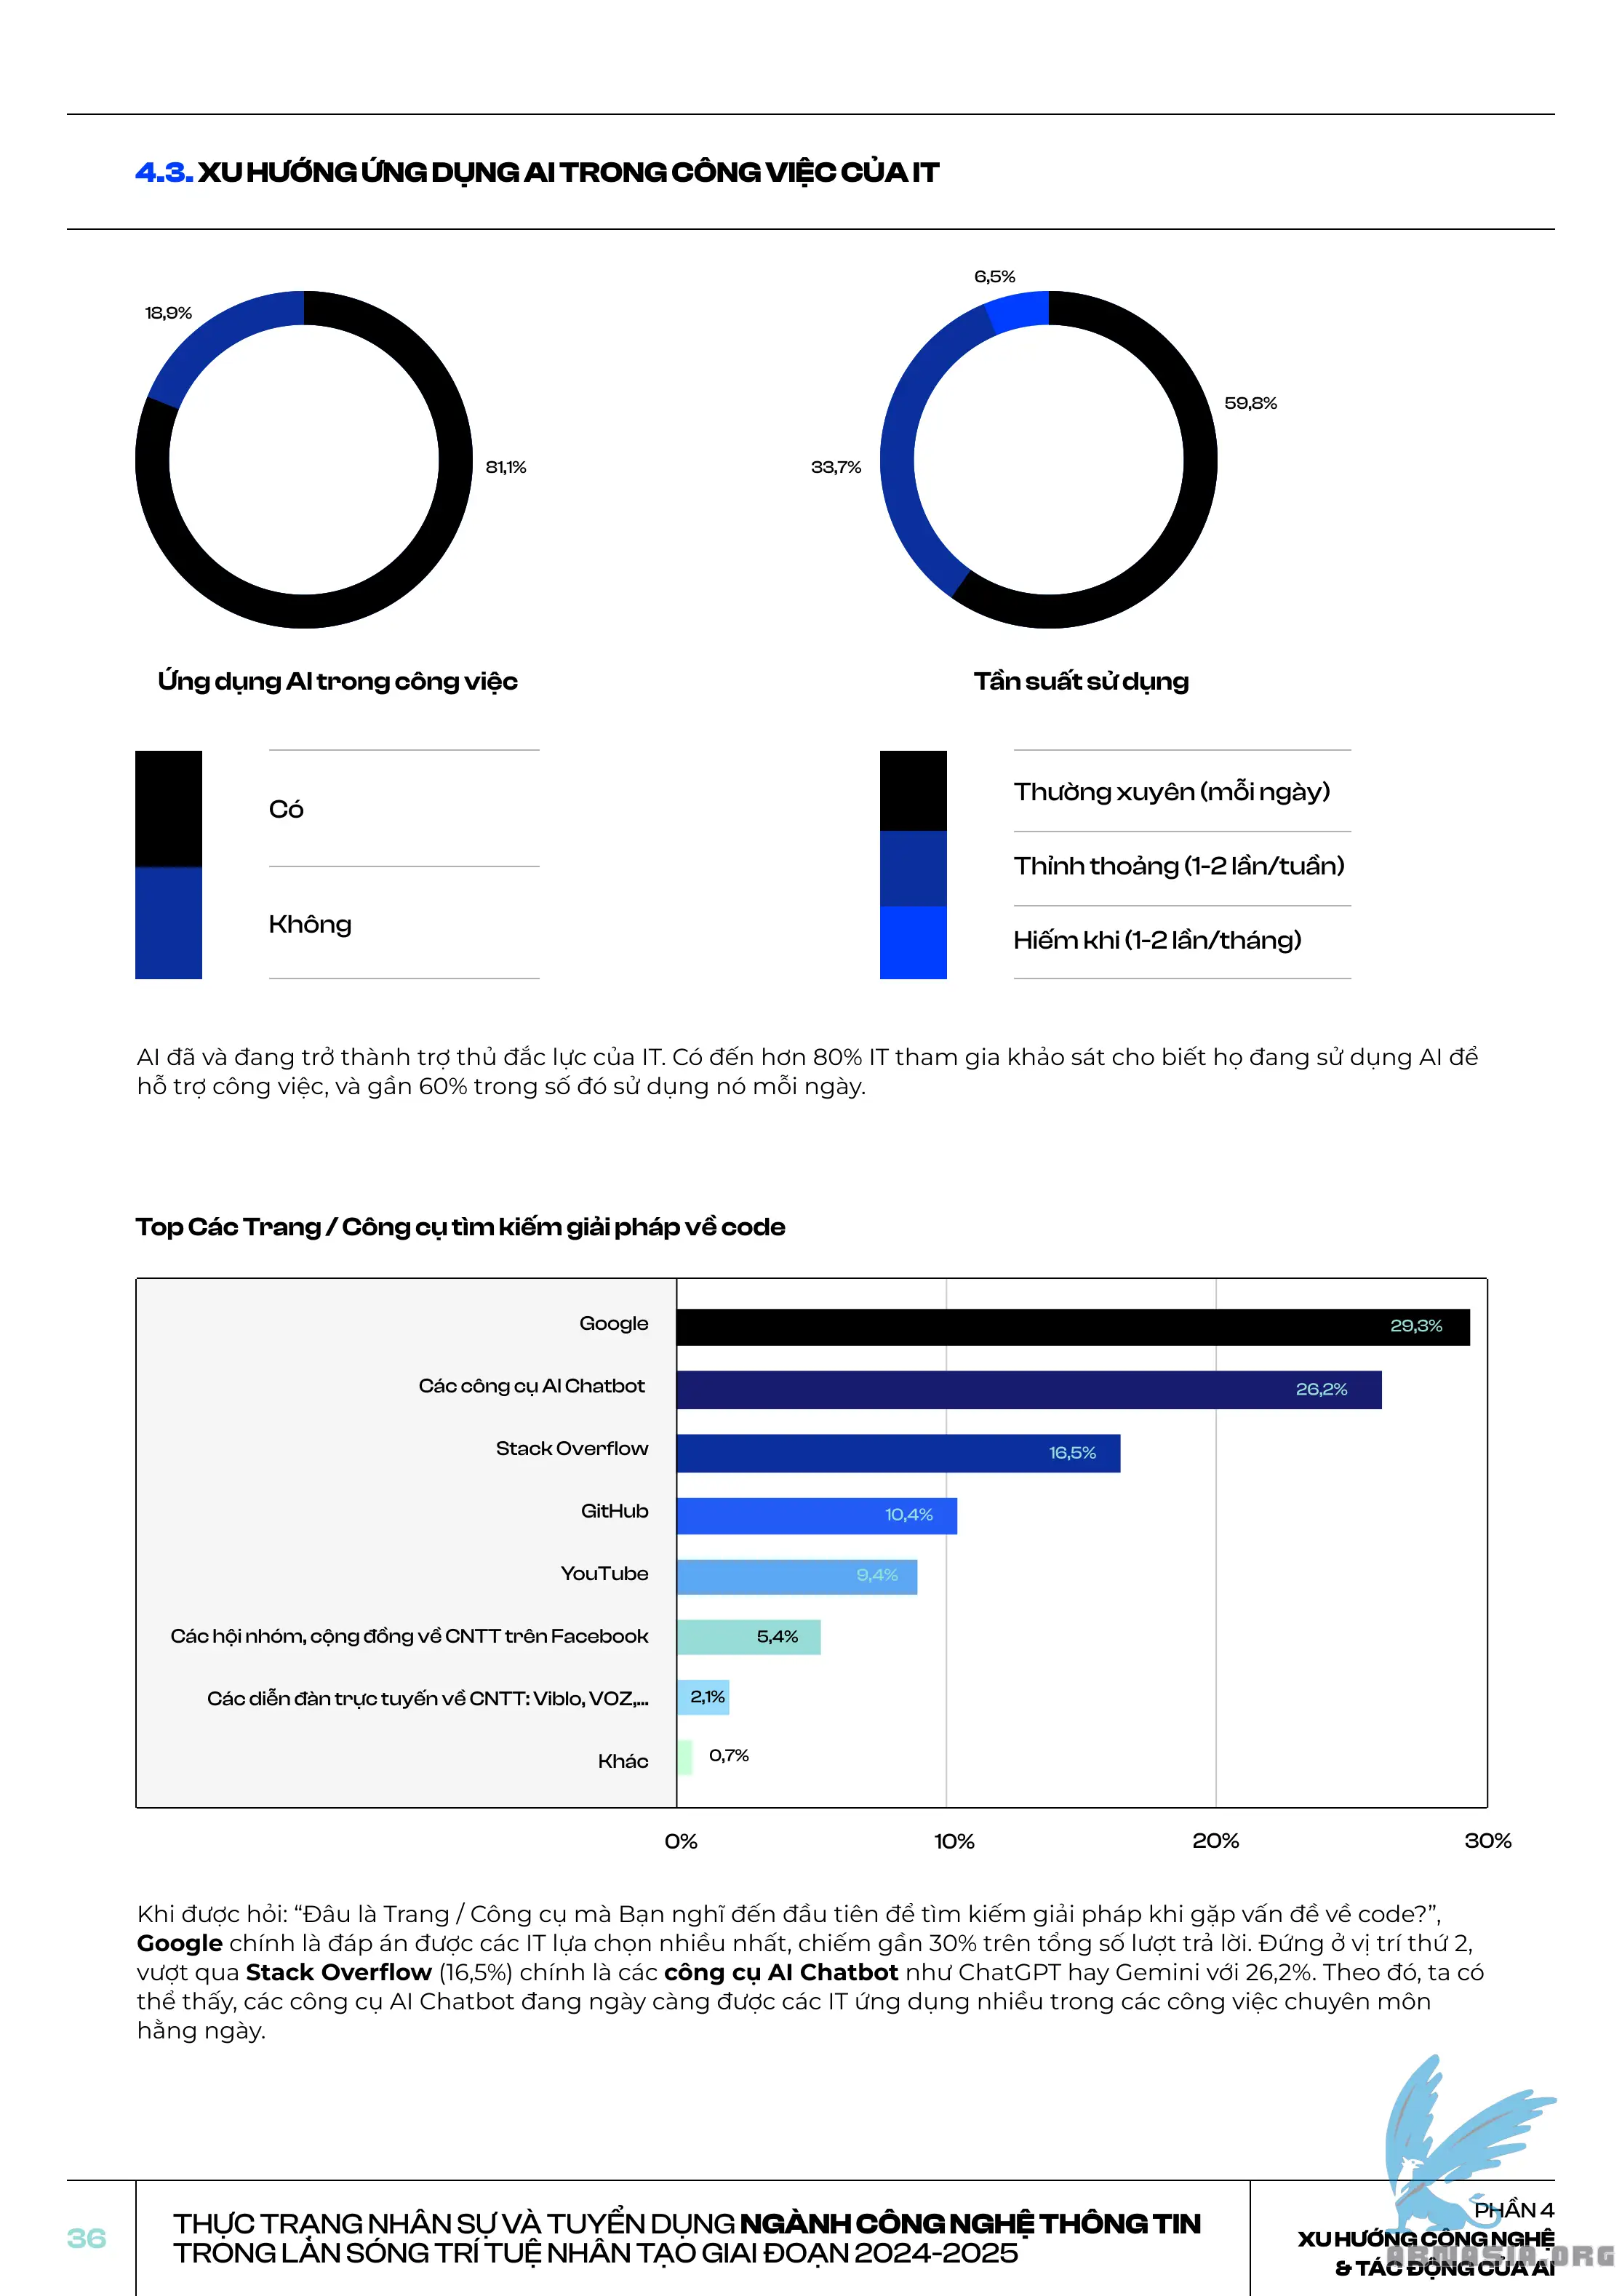 4.3. XU HƯỚNG ỨNG DỤNG AI TRONG CÔNG VIỆC CỦA IT
18,9%
81,1%
6,5%
59,8%
33,7%
Ứng dụng AI trong công việc
Có
Không
Tần suất sử dụng
Thường xuyên (mỗi ngày)
Thỉnh thoảng (1-2 lần/tuần)
Hiếm khi (1-2 lần/tháng)
AI đã và đang trở thành trợ thủ đắc lực của IT. Có đến hơn 80% IT tham gia khảo sát cho biết họ đang sử dụng AI để
hỗ trợ công việc, và gần 60% trong số đó sử dụng nó mỗi ngày.
Top Các Trang / Công cụ tìm kiếm giải pháp về code
Google
29,3%
Các công cụ AI Chatbot
26,2%
Stack Overflow
16,5%
GitHub
10,4%
YouTube
9,4%
Các hội nhóm, cộng đồng về CNTT trên Facebook
5,4%
Các diễn đàn trực tuyến về CNTT: Viblo, VOZ,...
2,1%
Khác
0,7%
0%
10%
20%
30%
Khi được hỏi: “Đâu là Trang / Công cụ mà Bạn nghĩ đến đầu tiên để tìm kiếm giải pháp khi gặp vấn đề về code?”,
Google chính là đáp án được các IT lựa chọn nhiều nhất, chiếm gần 30% trên tổng số lượt trả lời. Đứng ở vị trí thứ 2,
vượt qua Stack Overflow (16,5%) chính là các công cụ AI Chatbot như ChatGPT hay Gemini với 26,2%. Theo đó, ta có
thể thấy, các công cụ AI Chatbot đang ngày càng được các IT ứng dụng nhiều trong các công việc chuyên môn
hằng ngày.
36
THỰC TRẠNG NHÂN SỰ VÀ TUYỂN DỤNG NGÀNH CÔNG NGHỆ THÔNG TIN
TRONG LÀN SÓNG TRÍ TUỆ NHÂN TẠO GIAI ĐOẠN 2024-2025
PHẦN 4
XU HƯỚNG CÔNG NGHỆ
& TÁC ĐỘNG CỦA AI
ARMASIA.ORG